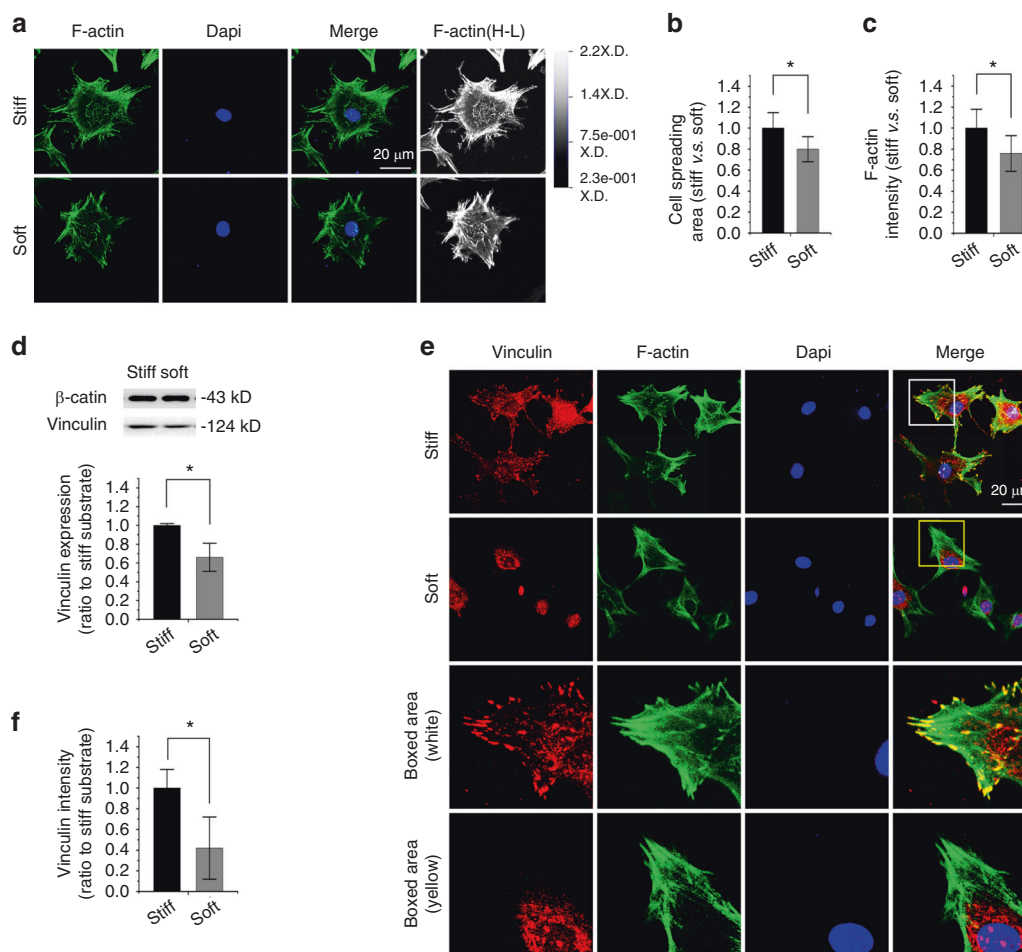 a
F-actin
Dapi
Merge
F-actin(H-L)
Stiff
20 μm
Soft
2.2X.D.
1.4X.D.
7.5e-001
X.D.
2.3e-001
X.D.
b
*
Cell spreading
area (stiff v.s. soft)
1.4
1.2
1.0
0.8
0.6
0.4
0.2
0.0
Stiff
Soft
c
*
F-actin
intensity (stiff v.s. soft)
1.4
1.2
1.0
0.8
0.6
0.4
0.2
0.0
Stiff
Soft
d
Stiff soft
β-catin
-43 kD
Vinculin
-124 kD
*
Vinculin expression
(ratio to stiff substrate)
1.4
1.2
1.0
0.8
0.6
0.4
0.2
0.0
Stiff
Soft
e
Vinculin
F-actin
Dapi
Merge
Stiff
20 μm
Soft
Boxed area
(white)
Boxed area
(yellow)
f
*
Vinculin intensity
(ratio to stiff substrate)
1.4
1.2
1.0
0.8
0.6
0.4
0.2
0.0
Stiff
Soft